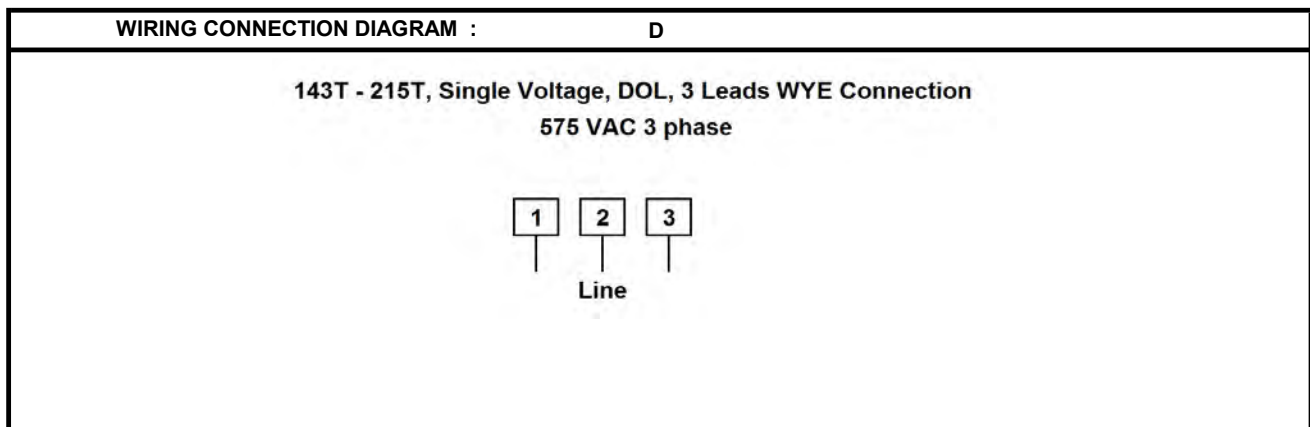 WIRING CONNECTION DIAGRAM : D
143T - 215T, Single Voltage, DOL, 3 Leads WYE Connection
575 VAC 3 phase
1 2 3
Line